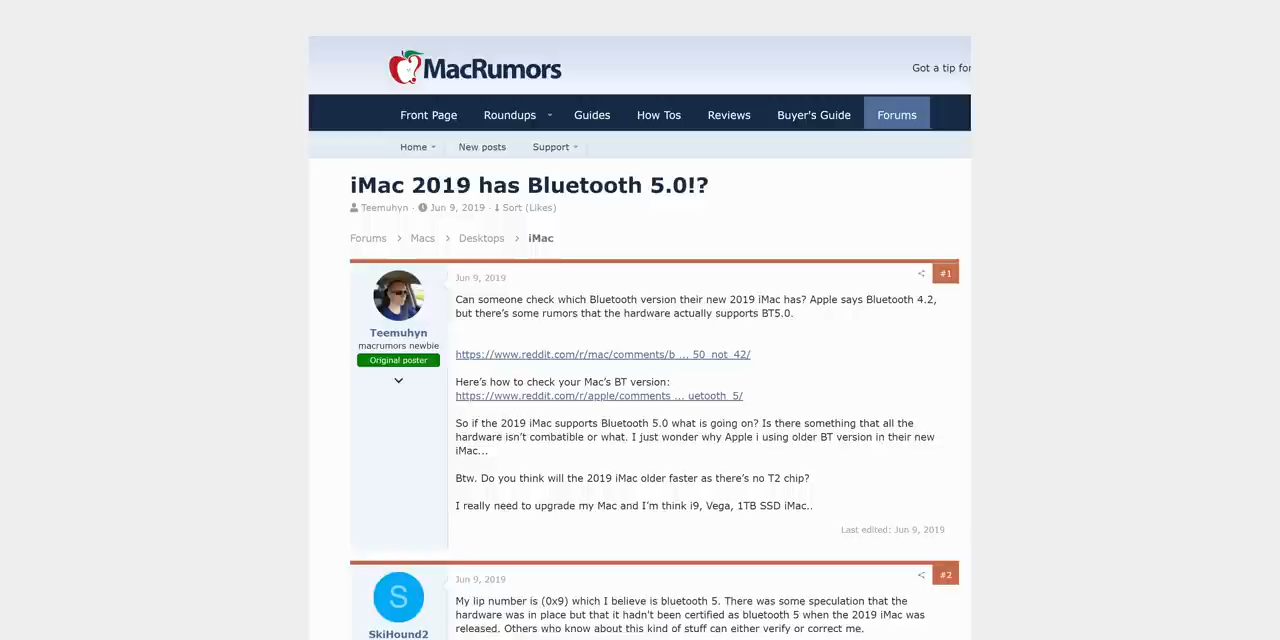 MacRumors
Got a tip for
Front Page Roundups Guides How Tos Reviews Buyer's Guide Forums
Home New posts Support
iMac 2019 has Bluetooth 5.0!?
Teemuhyn · Jun 9, 2019 · Sort (Likes)
Forums > Macs > Desktops > iMac
Jun 9, 2019
#1
Teemuhyn
macrumors newbie
Original poster
Can someone check which Bluetooth version their new 2019 iMac has? Apple says Bluetooth 4.2,
but there's some rumors that the hardware actually supports BT5.0.
https://www.reddit.com/r/mac/comments/b ... 50_not_42/
Here's how to check your Mac's BT version:
https://www.reddit.com/r/apple/comments ... uetooth_5/
So if the 2019 iMac supports Bluetooth 5.0 what is going on? Is there something that all the
hardware isn't combatible or what. I just wonder why Apple i using older BT version in their new
iMac...
Btw. Do you think will the 2019 iMac older faster as there's no T2 chip?
I really need to upgrade my Mac and I'm think i9, Vega, 1TB SSD iMac..
Last edited: Jun 9, 2019
Jun 9, 2019
#2
S
SkiHound2
My lip number is (0x9) which I believe is bluetooth 5. There was some speculation that the
hardware was in place but that it hadn't been certified as bluetooth 5 when the 2019 iMac was
released. Others who know about this kind of stuff can either verify or correct me.